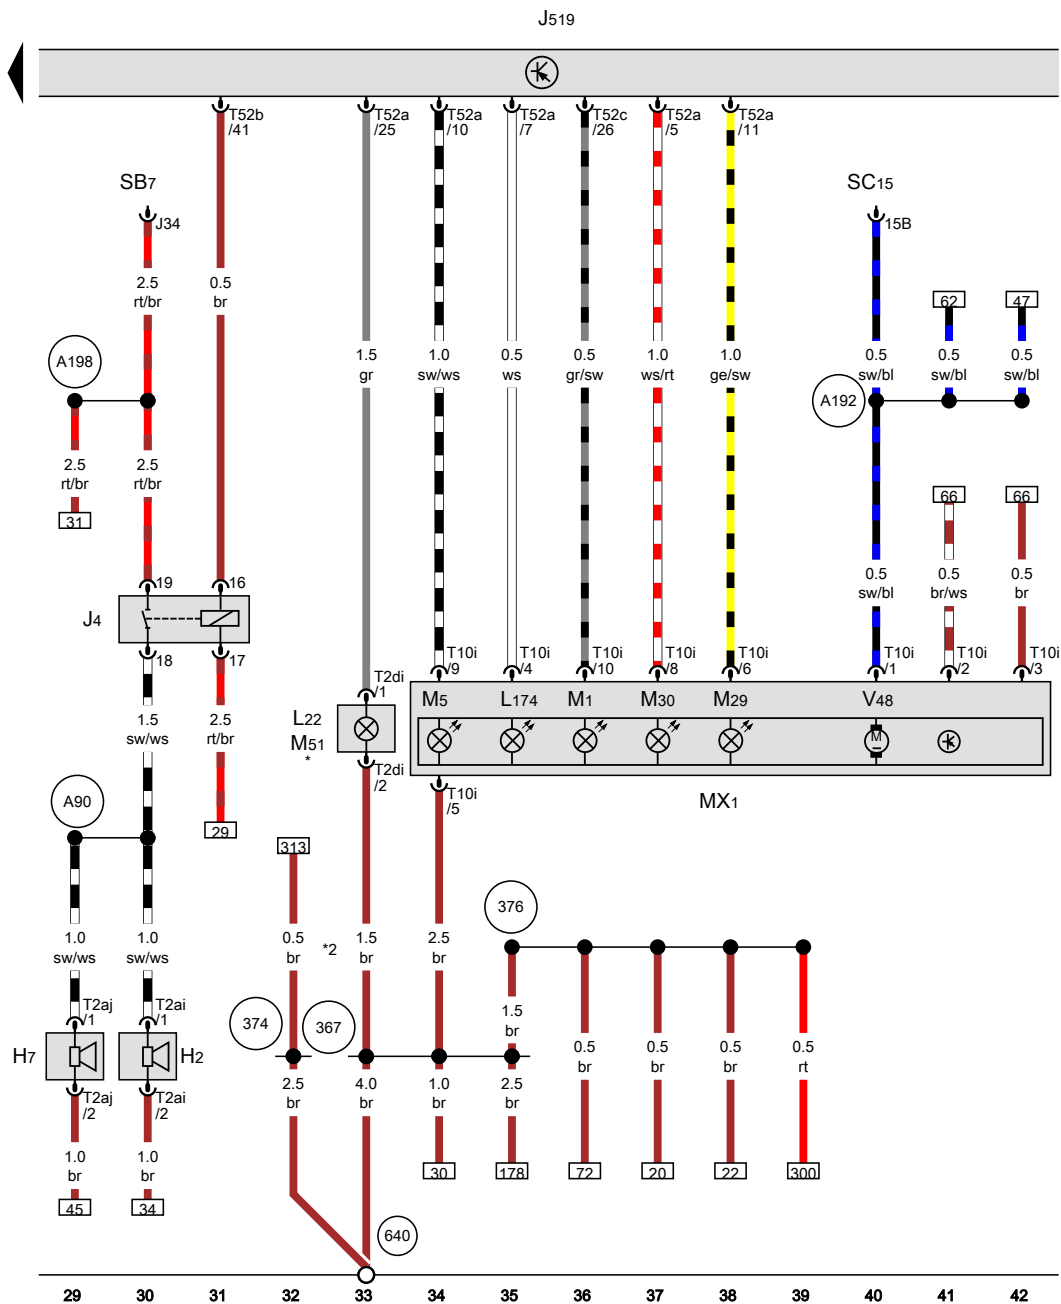 J519
T52b /41
T52a /25
T52a /10
T52a /7
T52c /26
T52a /5
T52a /11
SB7
J34
SC15
15B
2.5 rt/br
0.5 br
62
47
A198
1.5 gr
1.0 sw/ws
0.5 ws
0.5 gr/sw
1.0 ws/rt
1.0 ge/sw
0.5 sw/bl
0.5 sw/bl
0.5 sw/bl
A192
2.5 rt/br
2.5 rt/br
31
66
66
19
16
0.5 sw/bl
0.5 br/ws
0.5 br
J4
18
17
T10i /9
T10i /4
T10i /10
T10i /8
T10i /6
T10i /1
T10i /2
T10i /3
T2di /1
M5
L174
M1
M30
M29
V48
1.5 sw/ws
2.5 rt/br
L22
M51
*
M
T2di /2
T10i /5
MX1
A90
29
313
376
1.0 sw/ws
1.0 sw/ws
0.5 br
*2
1.5 br
2.5 br
T2aj /1
T2ai /1
374
367
1.5 br
H7
H2
0.5 br
0.5 br
0.5 br
0.5 rt
T2aj /2
T2ai /2
2.5 br
4.0 br
1.0 br
2.5 br
1.0 br
1.0 br
30
178
72
20
22
300
45
34
640
29 30 31 32 33 34 35 36 37 38 39 40 41 42